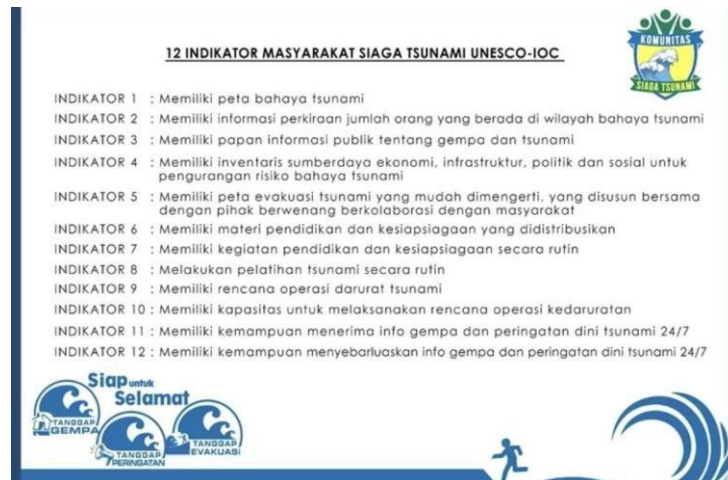 KOMUNITAS
SIAGA TSUNAMI
12 INDIKATOR MASYARAKAT SIAGA TSUNAMI UNESCO-IOC
INDIKATOR 1 : Memiliki peta bahaya tsunami
INDIKATOR 2 : Memiliki informasi perkiraan jumlah orang yang berada di wilayah bahaya tsunami
INDIKATOR 3 : Memiliki papan informasi publik tentang gempa dan tsunami
INDIKATOR 4 : Memiliki inventaris sumberdaya ekonomi, infrastruktur, politik dan sosial untuk
pengurangan risiko bahaya tsunami
INDIKATOR 5 : Memiliki peta evakuasi tsunami yang mudah dimengerti, yang disusun bersama
dengan pihak berwenang berkolaborasi dengan masyarakat
INDIKATOR 6 : Memiliki materi pendidikan dan kesiapsiagaan yang didistribusikan
INDIKATOR 7 : Memiliki kegiatan pendidikan dan kesiapsiagaan secara rutin
INDIKATOR 8 : Melakukan pelatihan tsunami secara rutin
INDIKATOR 9 : Memiliki rencana operasi darurat tsunami
INDIKATOR 10 : Memiliki kapasitas untuk melaksanakan rencana operasi kedaruratan
INDIKATOR 11 : Memiliki kemampuan menerima info gempa dan peringatan dini tsunami 24/7
INDIKATOR 12 : Memiliki kemampuan menyebarluaskan info gempa dan peringatan dini tsunami 24/7
Siap untuk
Selamat
TANGGAP
GEMPA
TANGGAP
PERINGATAN
TANGGAP
EVAKUASI